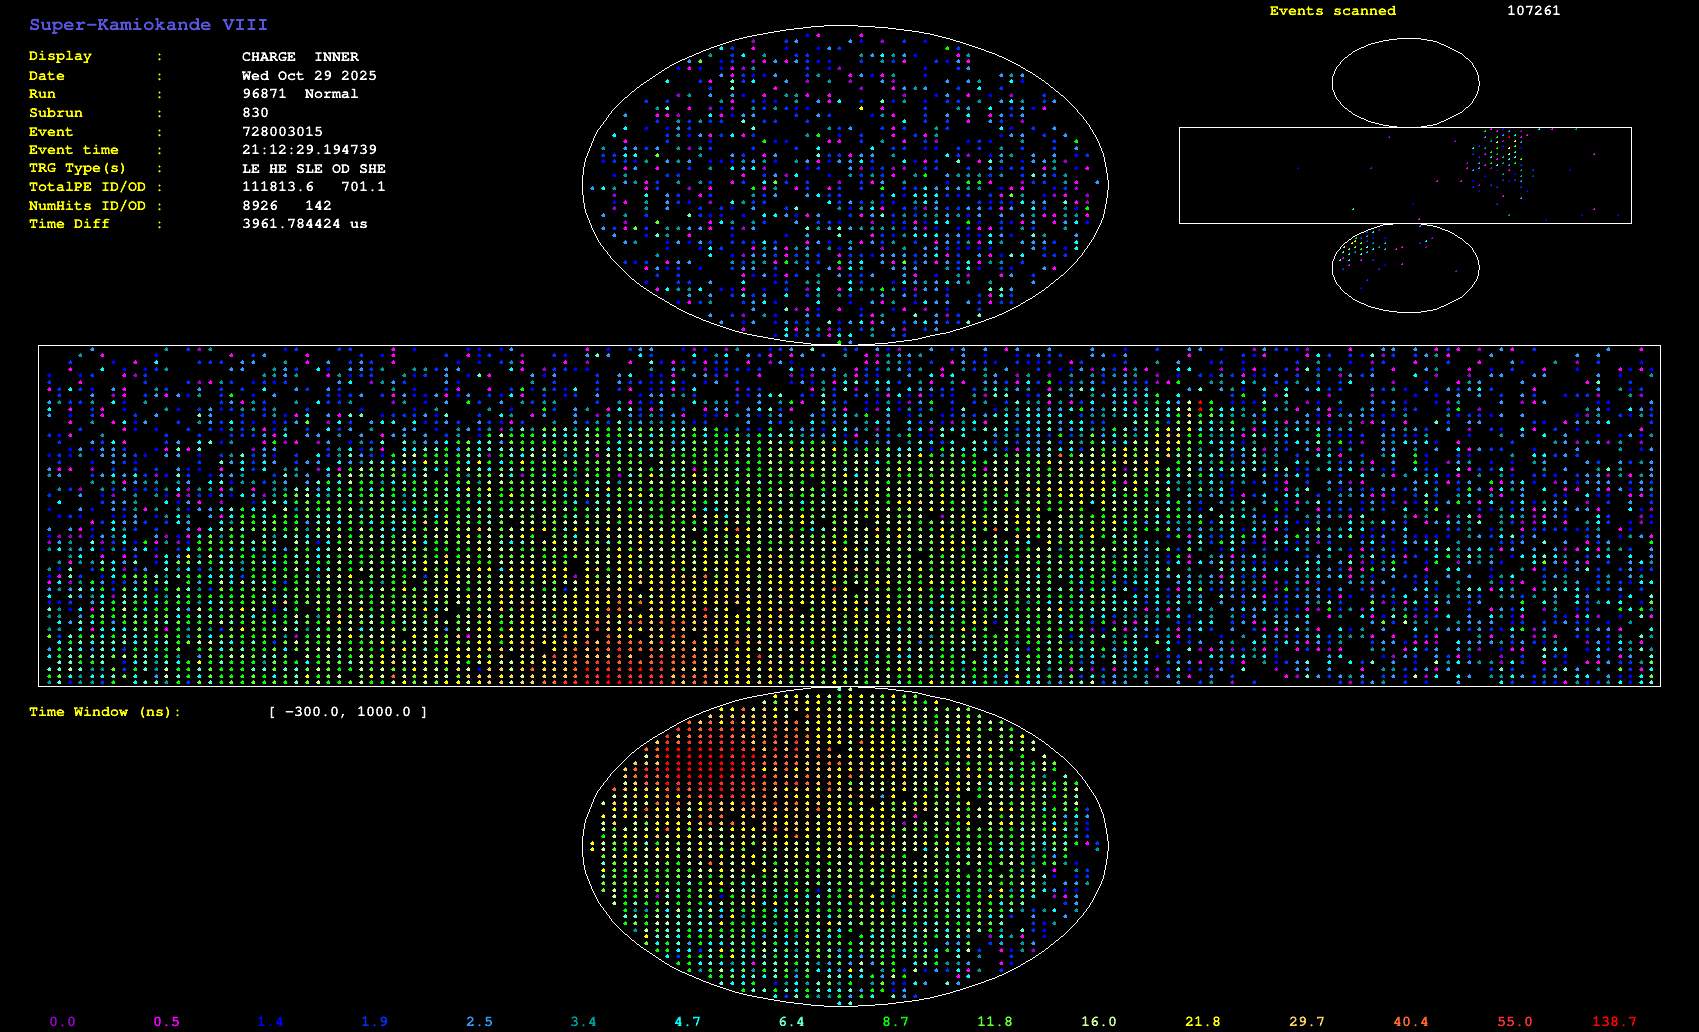 Super-Kamiokande VIII
Display : CHARGE INNER
Date : Wed Oct 29 2025
Run : 96871 Normal
Subrun : 830
Event : 728003015
Event time : 21:12:29.194739
TRG Type(s) : LE HE SLE OD SHE
TotalPE ID/OD : 111813.6 701.1
NumHits ID/OD : 8926 142
Time Diff : 3961.784424 us
Events scanned 107261
Time Window (ns): [ -300.0, 1000.0 ]
0.0 0.5 1.4 1.9 2.5 3.4 4.7 6.4 8.7 11.8 16.0 21.8 29.7 40.4 55.0 138.7